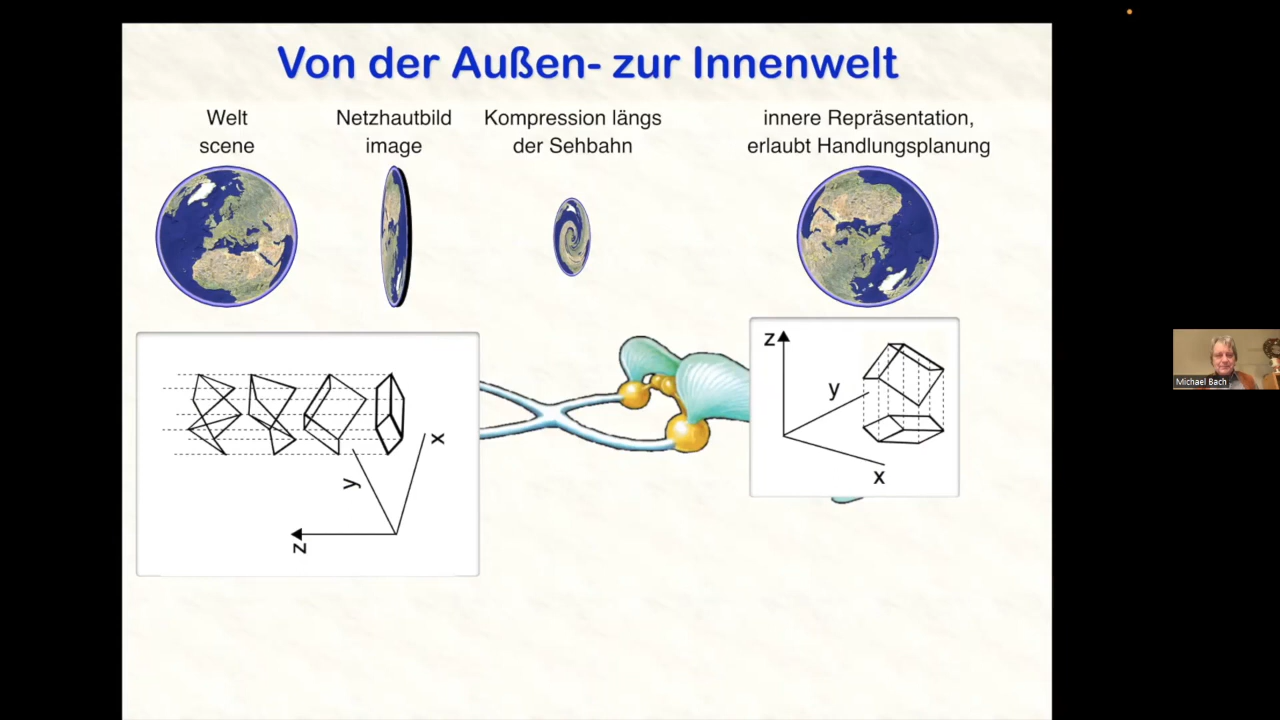 Von der Außen- zur Innenwelt
Welt
scene
Netzhautbild
image
Kompression längs
der Sehbahn
innere Repräsentation,
erlaubt Handlungsplanung
x
y
z
z
y
x
Michael Bach